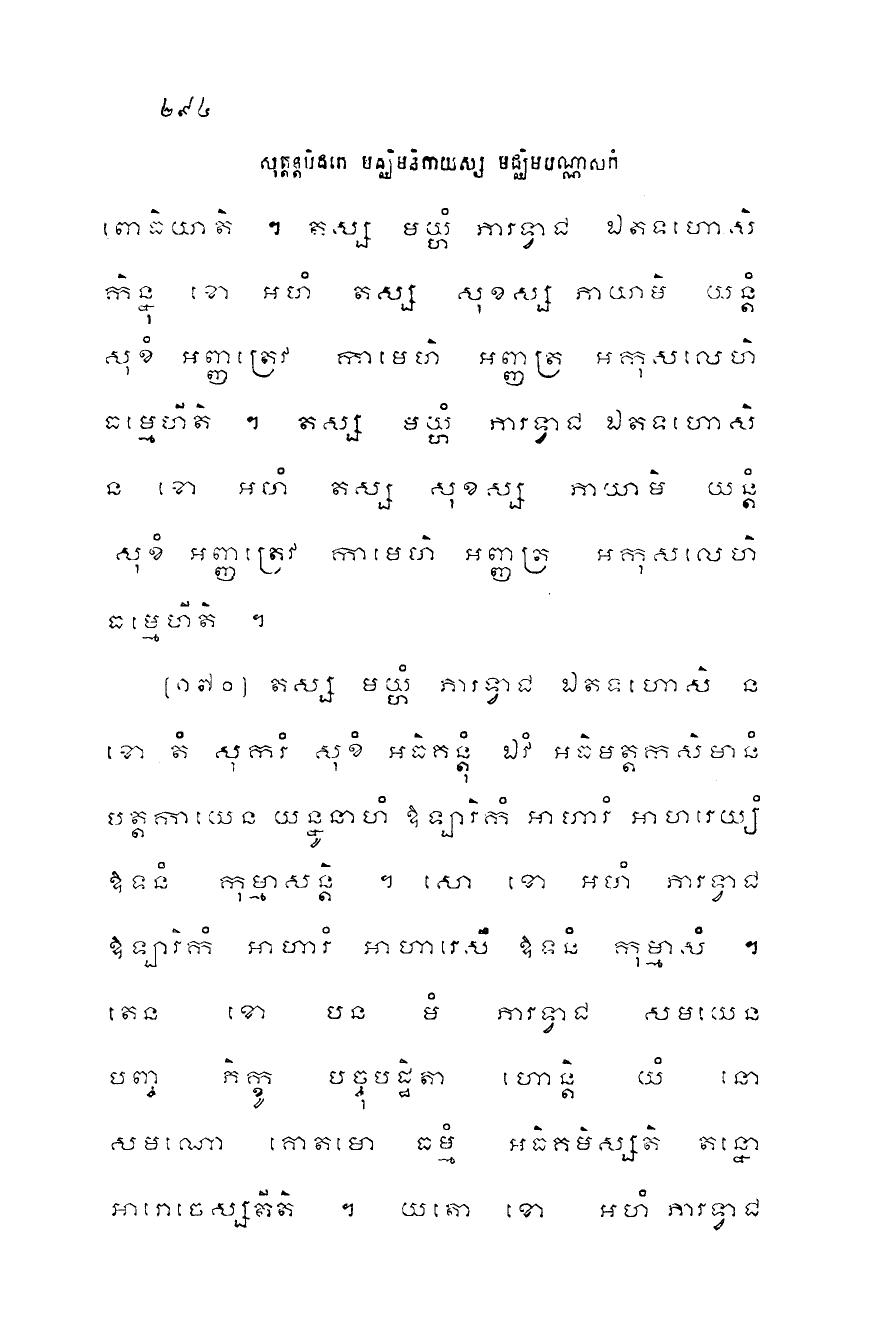 ២៩៤
សុត្តន្តបិដកេ មជ្ឈិមនិកាយស្ស មជ្ឈិមបណ្ណាសកំ
ពោធិយាតិ ។ តស្ស មយ្ហំ ភារទ្វាជ ឯតទហោសិ
កិន្នុ ខោ អហំ តស្ស សុខស្ស ភាយាមិ យន្តំ
សុខំ អញ្ញត្រេវ កាមេហិ អញ្ញត្រ អកុសលេហិ
ធម្មេហីតិ ។ តស្ស មយ្ហំ ភារទ្វាជ ឯតទហោសិ
ន ខោ អហំ តស្ស សុខស្ស ភាយាមិ យន្តំ
សុខំ អញ្ញត្រេវ កាមេហិ អញ្ញត្រ អកុសលេហិ
ធម្មេហីតិ ។
[១៧០] តស្ស មយ្ហំ ភារទ្វាជ ឯតទហោសិ ន
ខោ តំ សុករំ សុខំ អធិគន្តុំ ឯវំ អធិមត្តកសិមានំ
បត្តកាយេន យន្នូនាហំ ឱឡារិកំ អាហារំ អាហរេយ្យំ
ឱទនំ កុម្មាសន្តិ ។ សោ ខោ អហំ ភារទ្វាជ
ឱឡារិកំ អាហារំ អាហារេសឹ ឱទនំ កុម្មាសំ ។
តេន ខោ បន មំ ភារទ្វាជ សមយេន
បញ្ច ភិក្ខូ បច្ចុបដ្ឋិតា ហោន្តិ យំ នោ
សមណោ គោតមោ ធម្មំ អធិគមិស្សតិ តន្នោ
អារោចេស្សតីតិ ។ យតោ ខោ អហំ ភារទ្វាជ